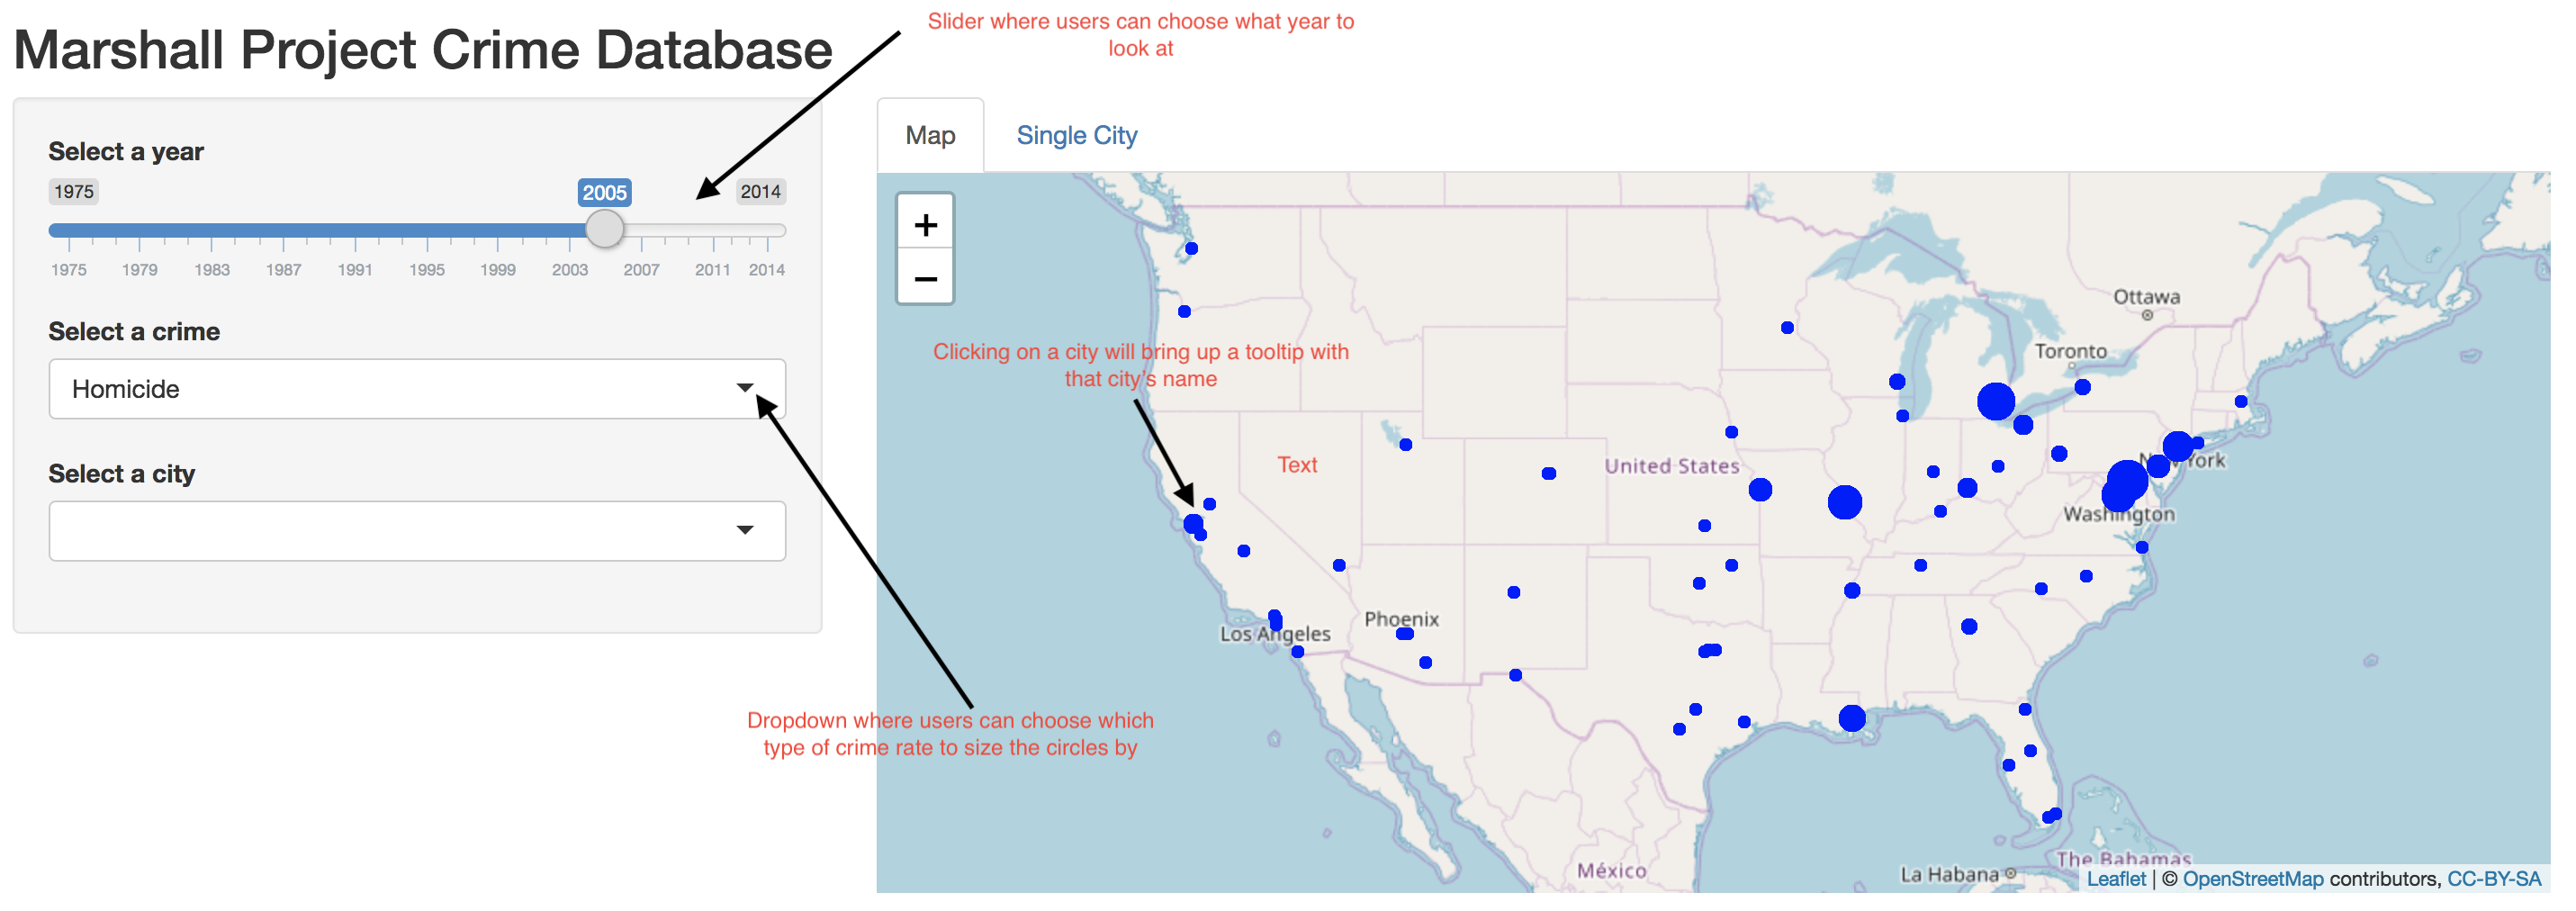 Slider where users can choose what year to
look at
Marshall Project Crime Database
Select a year
1975
2005
2014
1975 1979 1983 1987 1991 1995 1999 2003 2007 2011 2014
Select a crime
Homicide
Select a city
Dropdown where users can choose which
type of crime rate to size the circles by
Map
Single City
+
−
Clicking on a city will bring up a tooltip with
that city's name
Text
Ottawa
Toronto
United States
New York
Washington
Los Angeles
Phoenix
México
La Habana
The Bahamas
Leaflet | © OpenStreetMap contributors, CC-BY-SA